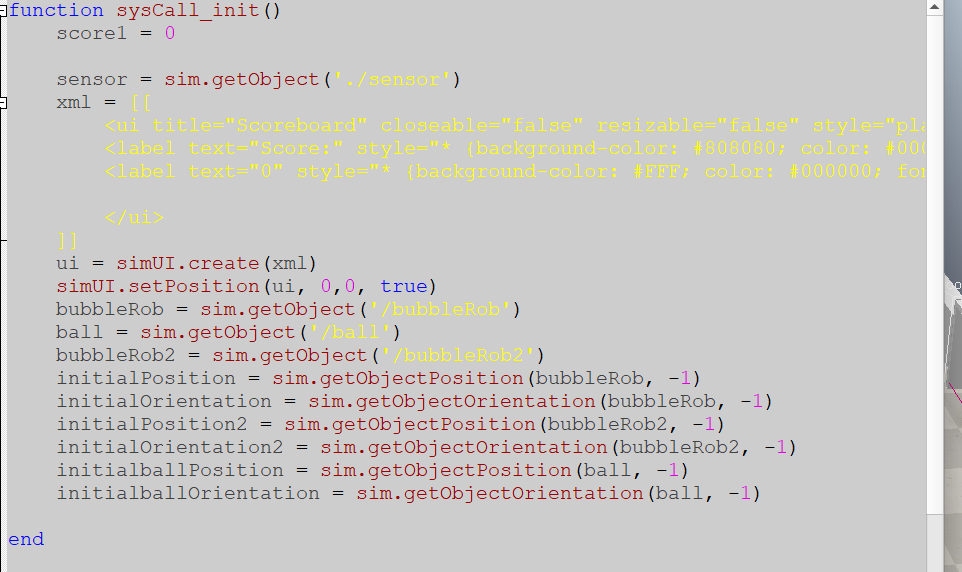 function sysCall_init()
    score1 = 0
    sensor = sim.getObject('./sensor')
    xml = [[
        <ui title="Scoreboard" closeable="false" resizable="false" style="pla
        <label text="Score:" style="* {background-color: #808080; color: #000
        <label text="0" style="* {background-color: #FFF; color: #000000; fon
        </ui>
    ]]
    ui = simUI.create(xml)
    simUI.setPosition(ui, 0,0, true)
    bubbleRob = sim.getObject('/bubbleRob')
    ball = sim.getObject('/ball')
    bubbleRob2 = sim.getObject('/bubbleRob2')
    initialPosition = sim.getObjectPosition(bubbleRob, -1)
    initialOrientation = sim.getObjectOrientation(bubbleRob, -1)
    initialPosition2 = sim.getObjectPosition(bubbleRob2, -1)
    initialOrientation2 = sim.getObjectOrientation(bubbleRob2, -1)
    initialballPosition = sim.getObjectPosition(ball, -1)
    initialballOrientation = sim.getObjectOrientation(ball, -1)
end